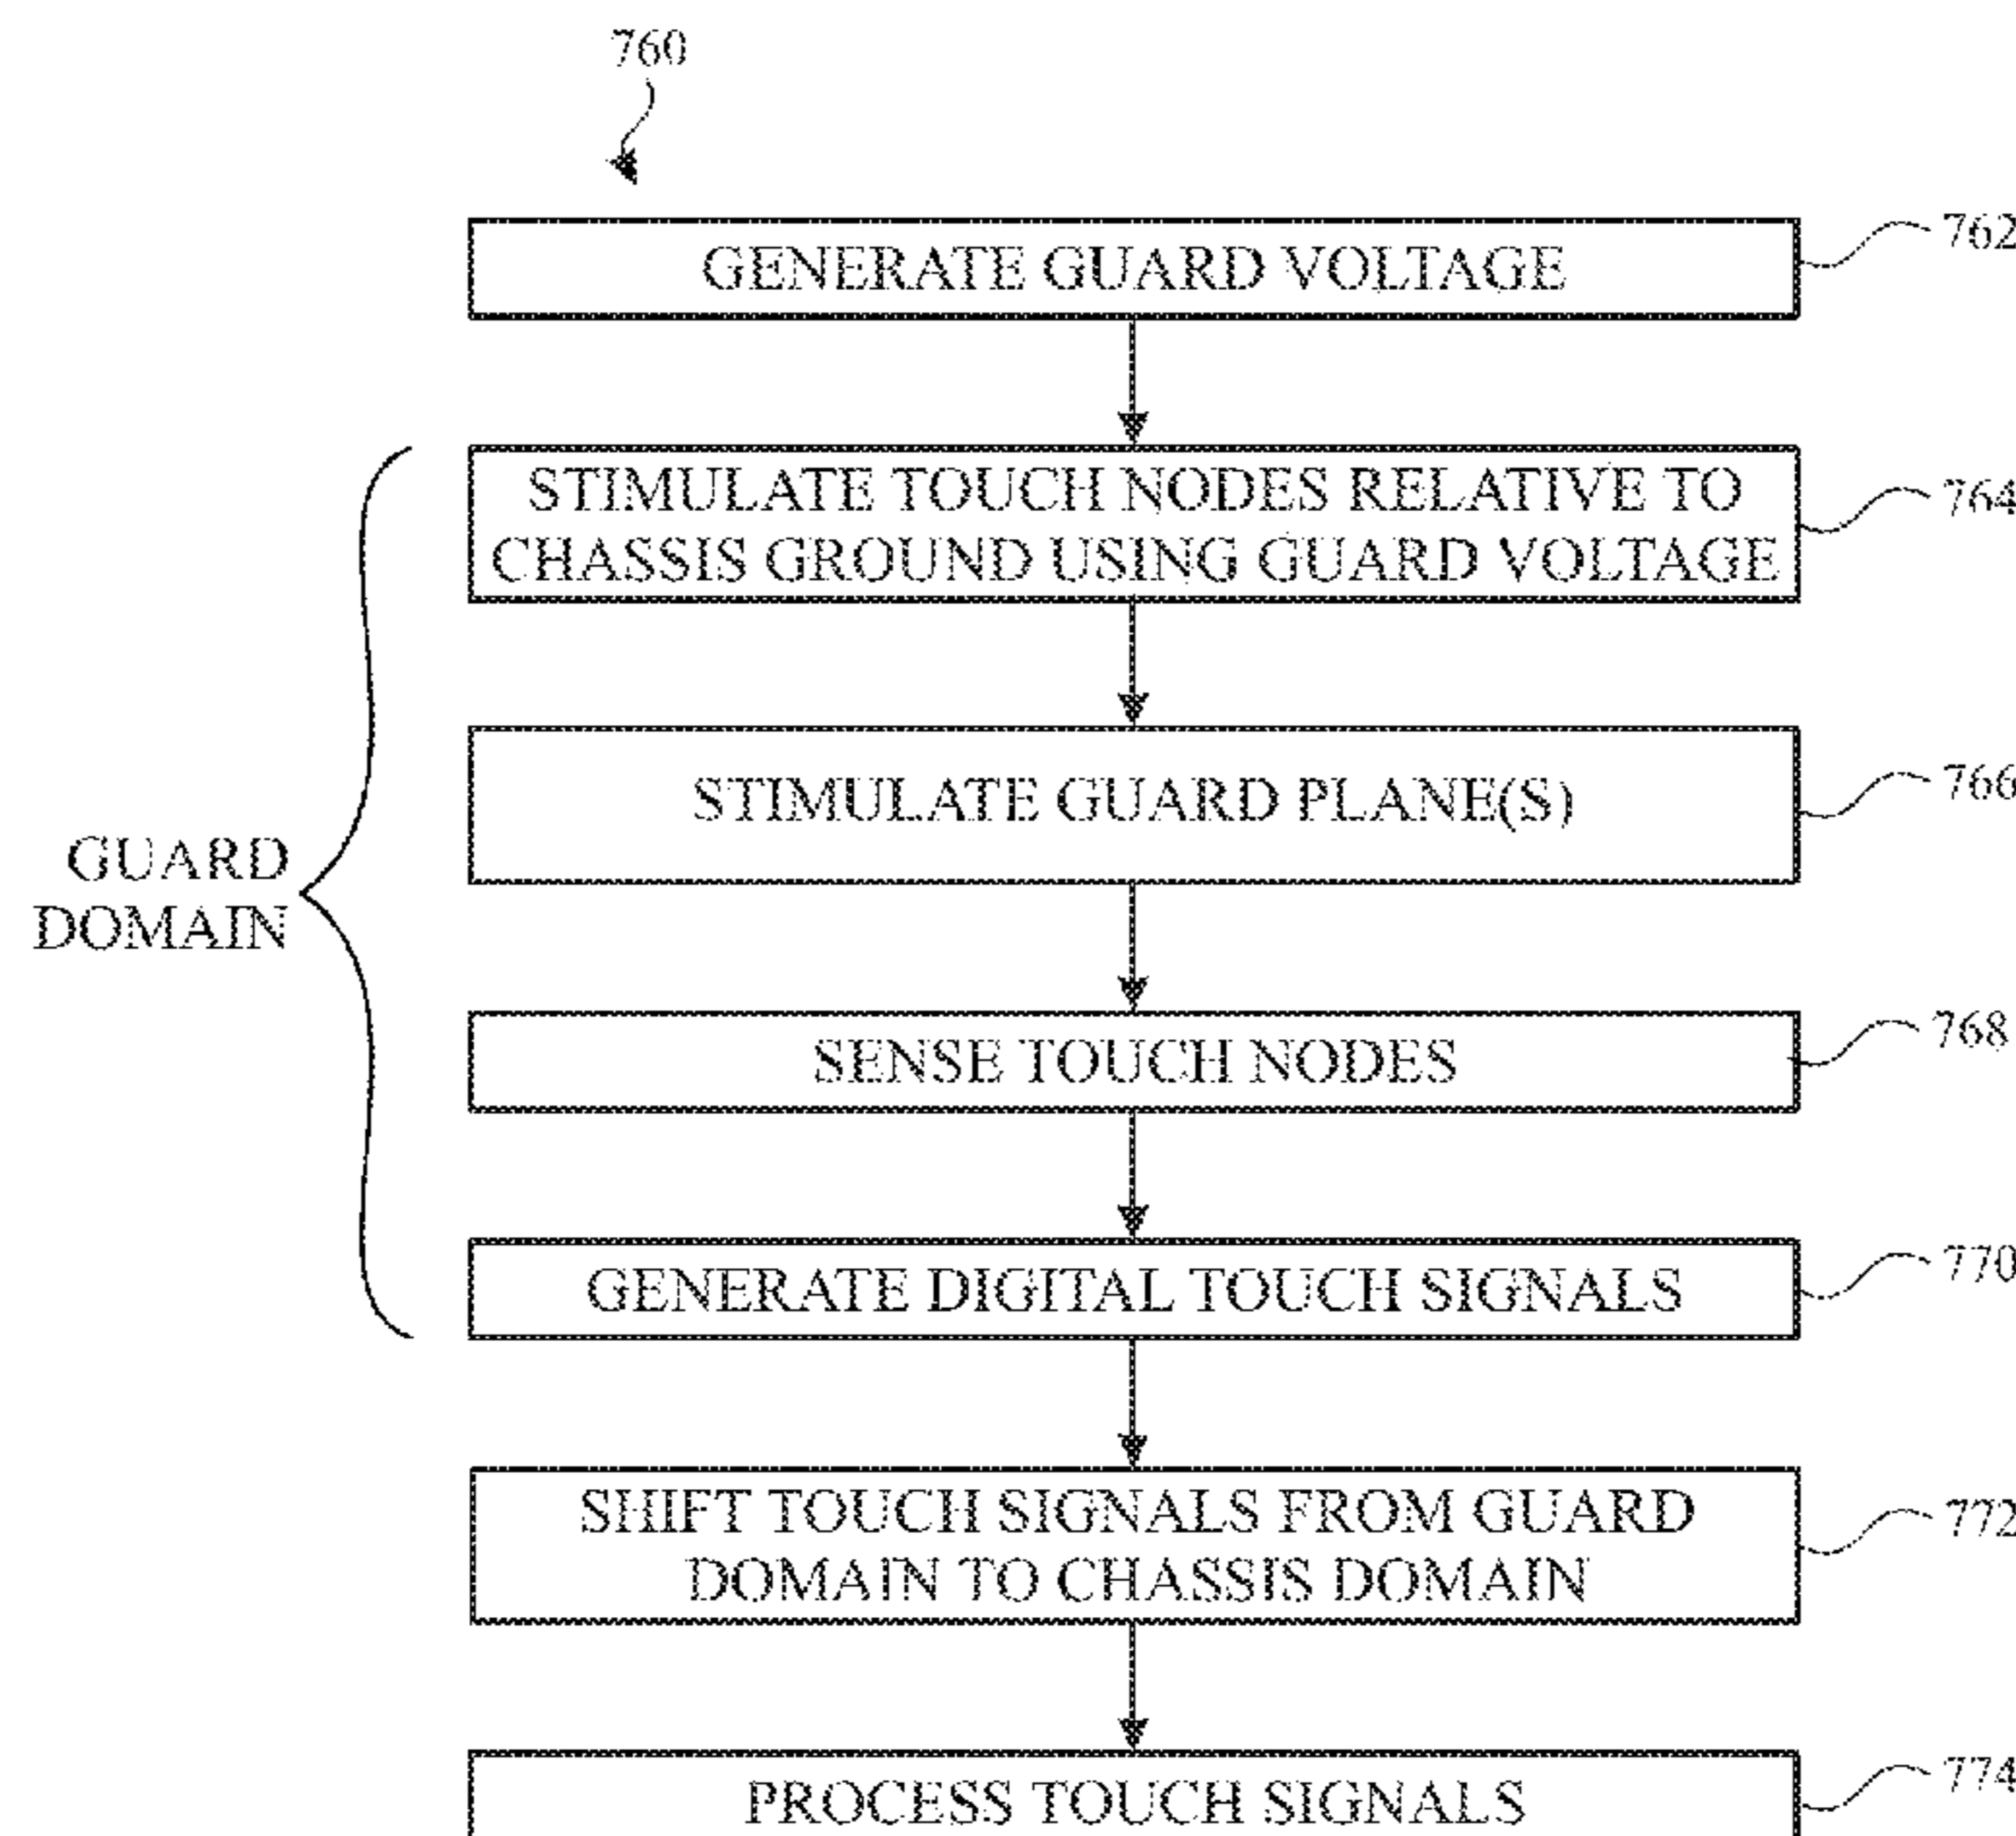 760
GENERATE GUARD VOLTAGE
762
STIMULATE TOUCH NODES RELATIVE TO
CHASSIS GROUND USING GUARD VOLTAGE
764
STIMULATE GUARD PLANE(S)
766
GUARD
DOMAIN
SENSE TOUCH NODES
768
GENERATE DIGITAL TOUCH SIGNALS
770
SHIFT TOUCH SIGNALS FROM GUARD
DOMAIN TO CHASSIS DOMAIN
772
PROCESS TOUCH SIGNALS
774